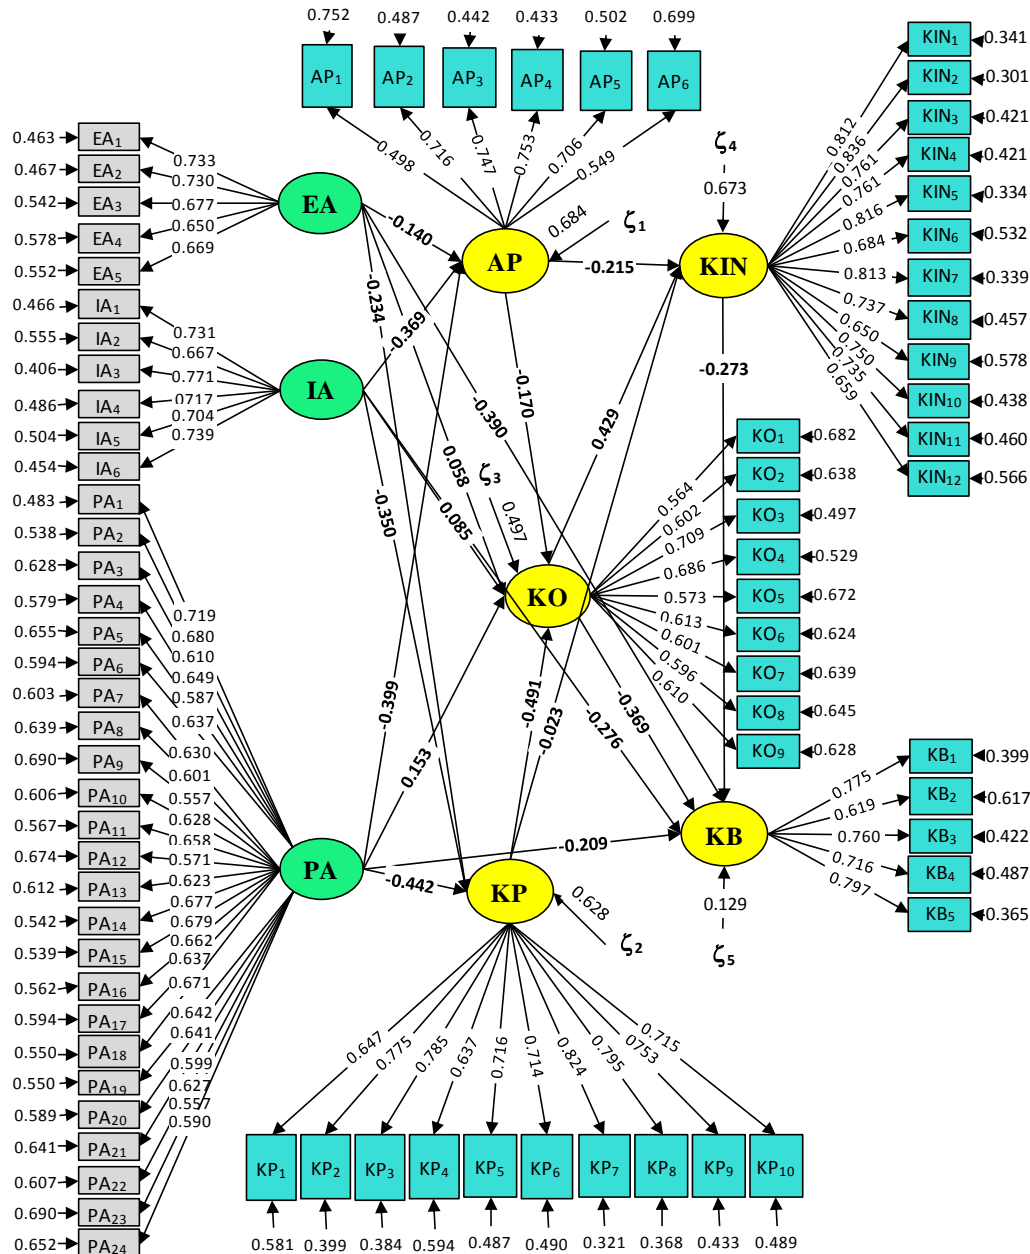 0.752 0.487 0.442 0.433 0.502 0.699
AP1 AP2 AP3 AP4 AP5 AP6
0.498 0.716 0.747 0.753 0.706 0.549
0.463 EA1 0.733
0.467 EA2 0.730
0.542 EA3 0.677
0.578 EA4 0.650
0.552 EA5 0.669
EA
0.466 IA1 0.731
0.555 IA2 0.667
0.406 IA3 0.771
0.486 IA4 0717
0.504 IA5 0.704
0.454 IA6 0.739
IA
0.483 PA1 0.719
0.538 PA2 0.680
0.628 PA3 0.610
0.579 PA4 0.649
0.655 PA5 0.587
0.594 PA6 0.637
0.603 PA7 0.630
0.639 PA8 0.601
0.690 PA9 0.557
0.606 PA10 0.628
0.567 PA11 0.658
0.674 PA12 0.571
0.612 PA13 0.623
0.542 PA14 0.677
0.539 PA15 0.679
0.562 PA16 0.662
0.594 PA17 0.637
0.550 PA18 0.671
0.550 PA19 0.642
0.589 PA20 0.641
0.641 PA21 0.599
0.607 PA22 0.627
0.690 PA23 0.557
0.652 PA24 0.590
PA
AP
0.684
ζ1
ζ4
0.673
KIN
-0.140
-0.215
-0.234
-0.369
-0.170
-0.390
0.429
-0.273
0.058
ζ3
0.497
0.085
-0.350
KO
-0.399
0.153
-0.491
-0.023
-0.276
-0.369
-0.209
-0.442
KB
0.129
ζ5
KP
0.628
ζ2
0.812 KIN1 0.341
0.836 KIN2 0.301
0.761 KIN3 0.421
0.761 KIN4 0.421
0.816 KIN5 0.334
0.684 KIN6 0.532
0.813 KIN7 0.339
0.737 KIN8 0.457
0.650 KIN9 0.578
0.750 KIN10 0.438
0.735 KIN11 0.460
0.659 KIN12 0.566
0.564 KO1 0.682
0.602 KO2 0.638
0.709 KO3 0.497
0.686 KO4 0.529
0.573 KO5 0.672
0.613 KO6 0.624
0.601 KO7 0.639
0.596 KO8 0.645
0.610 KO9 0.628
0.775 KB1 0.399
0.619 KB2 0.617
0.760 KB3 0.422
0.716 KB4 0.487
0.797 KB5 0.365
0.647 0.775 0.785 0.637 0.716 0.714 0.824 0.795 0753 0.715
KP1 KP2 KP3 KP4 KP5 KP6 KP7 KP8 KP9 KP10
0.581 0.399 0.384 0.594 0.487 0.490 0.321 0.368 0.433 0.489